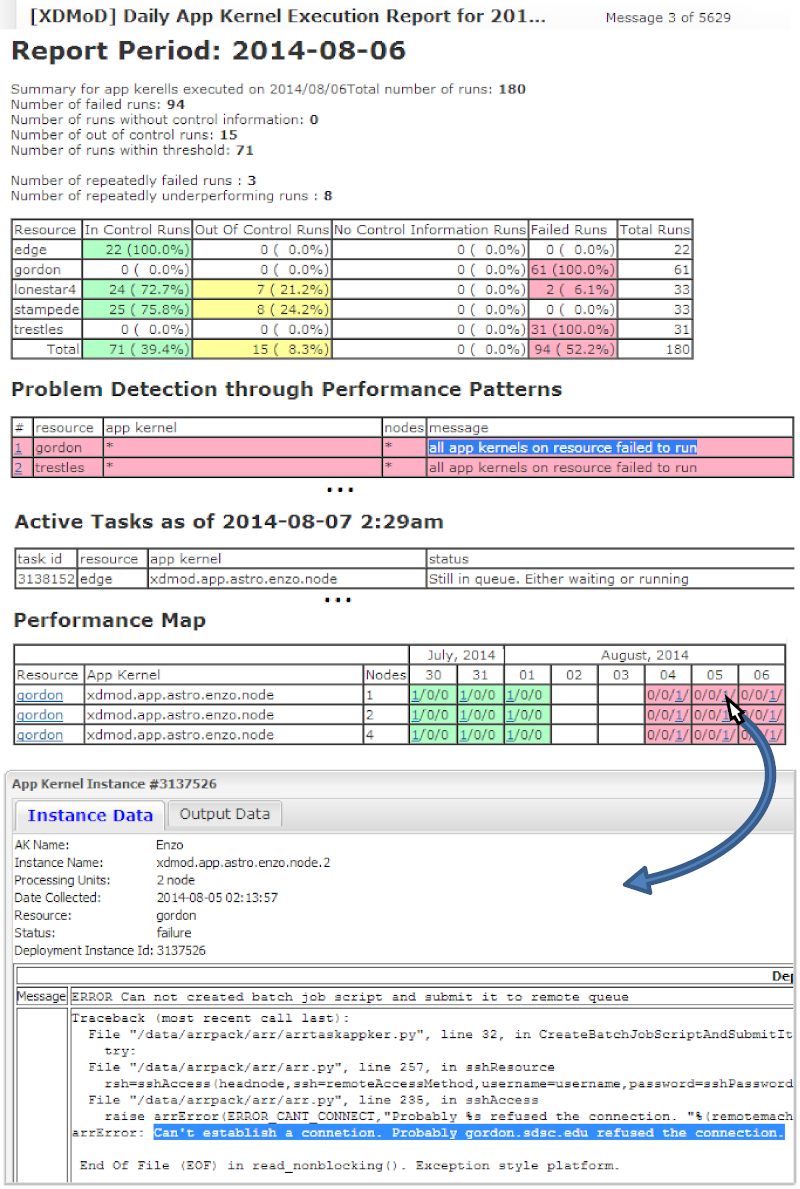 [XDMoD] Daily App Kernel Execution Report for 201... Message 3 of 5629
Report Period: 2014-08-06
Summary for app kerells executed on 2014/08/06Total number of runs: 180
Number of failed runs: 94
Number of runs without control information: 0
Number of out of control runs: 15
Number of runs within threshold: 71
Number of repeatedly failed runs : 3
Number of repeatedly underperforming runs : 8
Resource In Control Runs Out Of Control Runs No Control Information Runs Failed Runs Total Runs
edge 22 (100.0%) 0 ( 0.0%) 0 ( 0.0%) 0 ( 0.0%) 22
gordon 0 ( 0.0%) 0 ( 0.0%) 0 ( 0.0%) 61 (100.0%) 61
lonestar4 24 ( 72.7%) 7 ( 21.2%) 0 ( 0.0%) 2 ( 6.1%) 33
stampede 25 ( 75.8%) 8 ( 24.2%) 0 ( 0.0%) 0 ( 0.0%) 33
trestles 0 ( 0.0%) 0 ( 0.0%) 0 ( 0.0%) 31 (100.0%) 31
Total 71 ( 39.4%) 15 ( 8.3%) 0 ( 0.0%) 94 ( 52.2%) 180
Problem Detection through Performance Patterns
# resource app kernel nodes message
1 gordon * * all app kernels on resource failed to run
2 trestles * * all app kernels on resource failed to run
...
Active Tasks as of 2014-08-07 2:29am
task id resource app kernel status
3138152 edge xdmod.app.astro.enzo.node Still in queue. Either waiting or running
...
Performance Map
July, 2014 August, 2014
Resource App Kernel Nodes 30 31 01 02 03 04 05 06
gordon xdmod.app.astro.enzo.node 1 1/0/0 1/0/0 1/0/0 0/0/1/ 0/0/1/ 0/0/1/
gordon xdmod.app.astro.enzo.node 2 1/0/0 1/0/0 1/0/0 0/0/1/ 0/0/1/ 0/0/1/
gordon xdmod.app.astro.enzo.node 4 1/0/0 1/0/0 1/0/0 0/0/1/ 0/0/1/ 0/0/1/
App Kernel Instance #3137526
Instance Data Output Data
AK Name: Enzo
Instance Name: xdmod.app.astro.enzo.node.2
Processing Units: 2 node
Date Collected: 2014-08-05 02:13:57
Resource: gordon
Status: failure
Deployment Instance Id: 3137526
Dep
Message ERROR Can not created batch job script and submit it to remote queue
Traceback (most recent call last):
File "/data/arrpack/arr/arrtaskappker.py", line 32, in CreateBatchJobScriptAndSubmitIt
try:
File "/data/arrpack/arr/arr.py", line 257, in sshResource
rsh=sshAccess(headnode,ssh=remoteAccessMethod,username=username,password=sshPassword
File "/data/arrpack/arr/arr.py", line 235, in sshAccess
raise arrError(ERROR_CANT_CONNECT,"Probably %s refused the connection. "%(remotemach
arrError: Can't establish a connetion. Probably gordon.sdsc.edu refused the connection.
End Of File (EOF) in read_nonblocking(). Exception style platform.